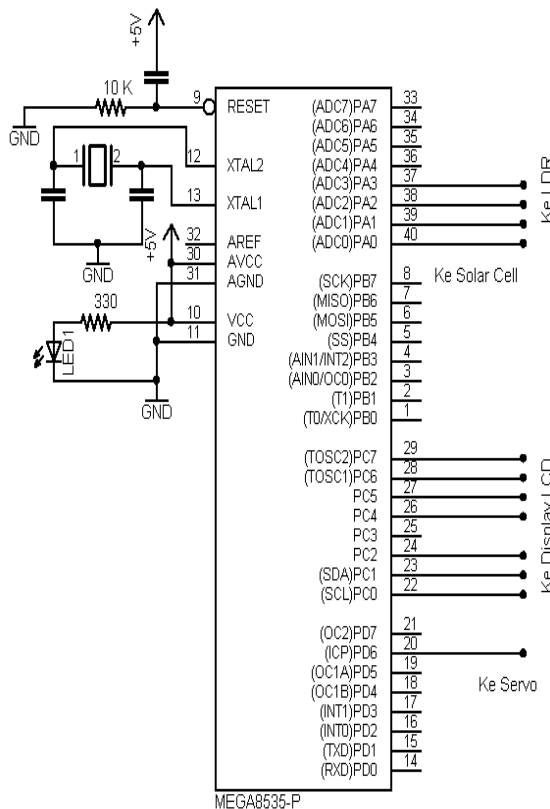 +5V
10 K
GND
9 RESET
1 2
12 XTAL2
13 XTAL1
GND
+5V
32 AREF
30 AVCC
31 AGND
330
10 VCC
11 GND
LED1
GND
(ADC7)PA7 33
(ADC6)PA6 34
(ADC5)PA5 35
(ADC4)PA4 36
(ADC3)PA3 37
(ADC2)PA2 38
(ADC1)PA1 39
(ADC0)PA0 40
Ke LDR
Ke Solar Cell
(SCK)PB7 8
(MISO)PB6 7
(MOSI)PB5 6
(SS)PB4 5
(AIN1/INT2)PB3 4
(AIN0/OC0)PB2 3
(T1)PB1 2
(T0/XCK)PB0 1
(TOSC2)PC7 29
(TOSC1)PC6 28
PC5 27
PC4 26
PC3 25
PC2 24
(SDA)PC1 23
(SCL)PC0 22
Ke Display LCD
(OC2)PD7 21
(ICP)PD6 20
(OC1A)PD5 19
(OC1B)PD4 18
(INT1)PD3 17
(INT0)PD2 16
(TXD)PD1 15
(RXD)PD0 14
Ke Servo
MEGA8535-P